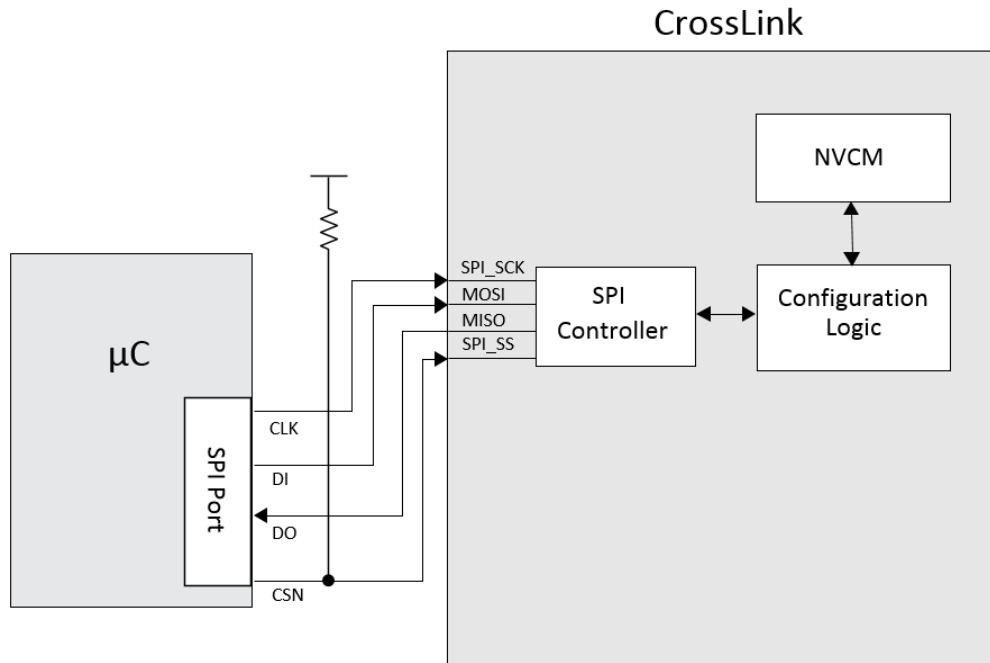 CrossLink
NVCM
SPI_SCK
MOSI
MISO
SPI_SS
SPI
Controller
Configuration
Logic
µC
SPI Port
CLK
DI
DO
CSN